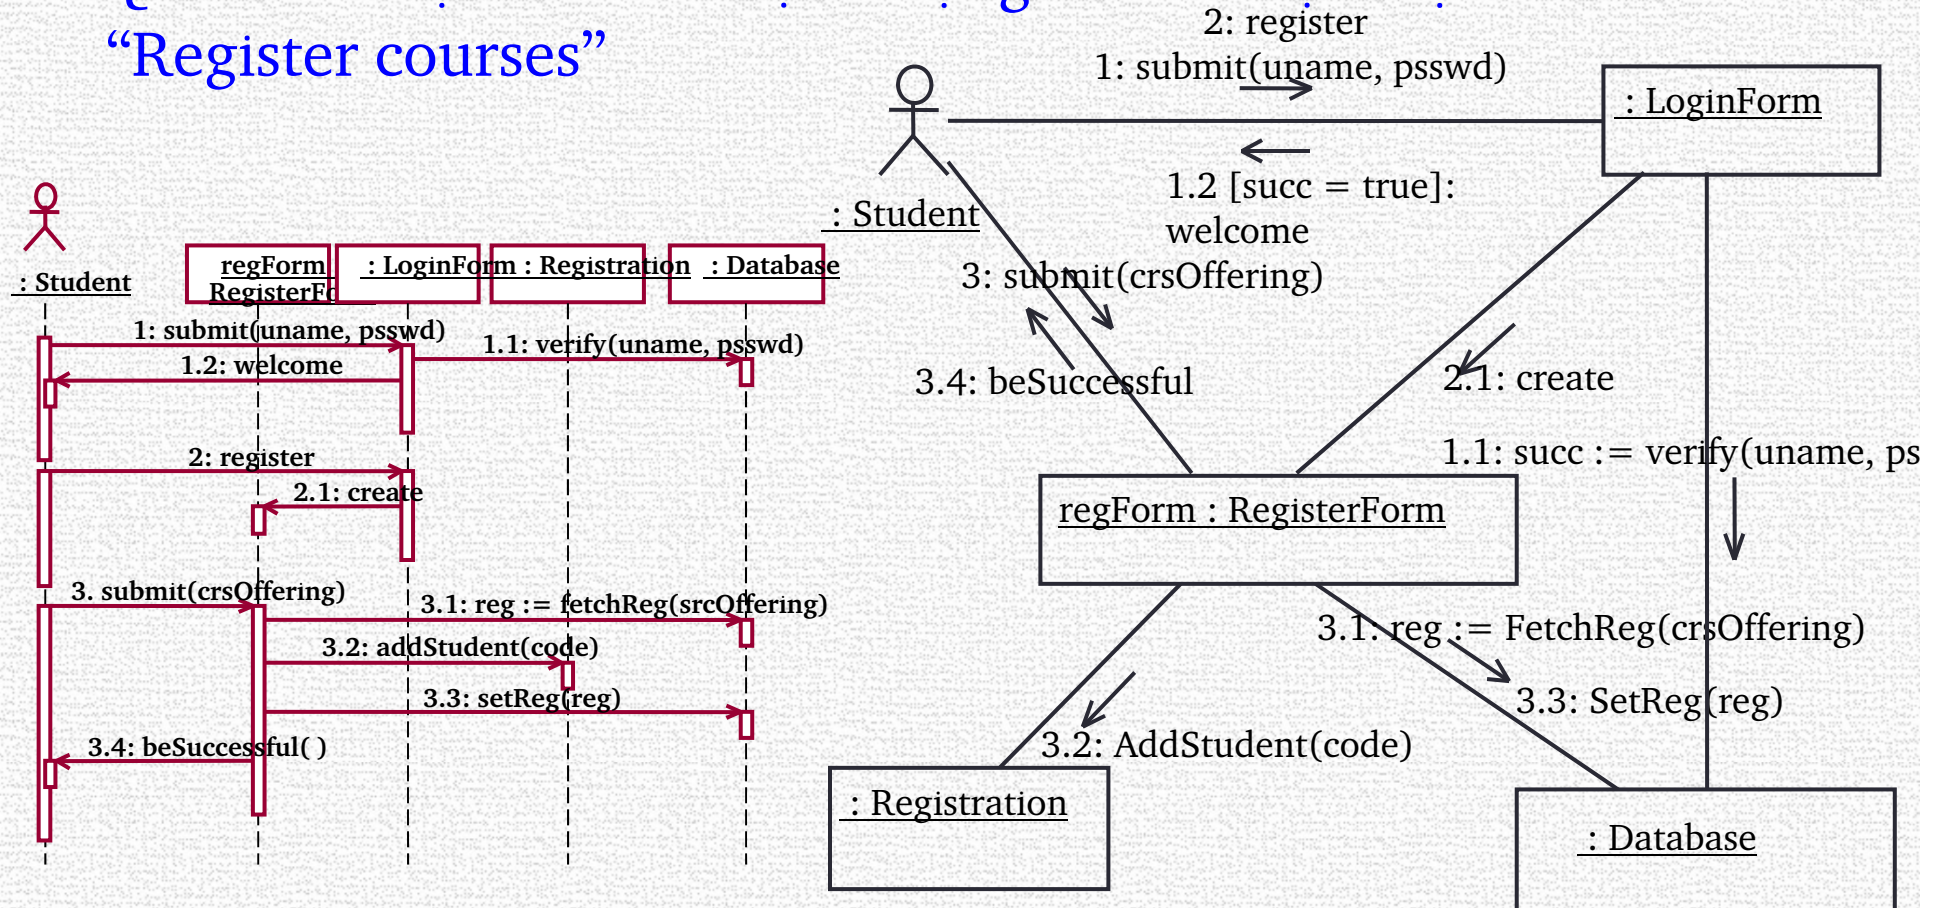 “Register courses”
: Student
regForm
: LoginForm
: Registration
: Database
1: submit(uname, psswd)
1.1: verify(uname, psswd)
1.2: welcome
2: register
2.1: create
3. submit(crsOffering)
3.1: reg := fetchReg(srcOffering)
3.2: addStudent(code)
3.3: setReg(reg)
3.4: beSuccessful( )
2: register
1: submit(uname, psswd)
: LoginForm
1.2 [succ = true]:
welcome
: Student
3: submit(crsOffering)
3.4: beSuccessful
2.1: create
1.1: succ := verify(uname, ps
regForm : RegisterForm
3.1: reg := FetchReg(crsOffering)
3.3: SetReg(reg)
3.2: AddStudent(code)
: Registration
: Database